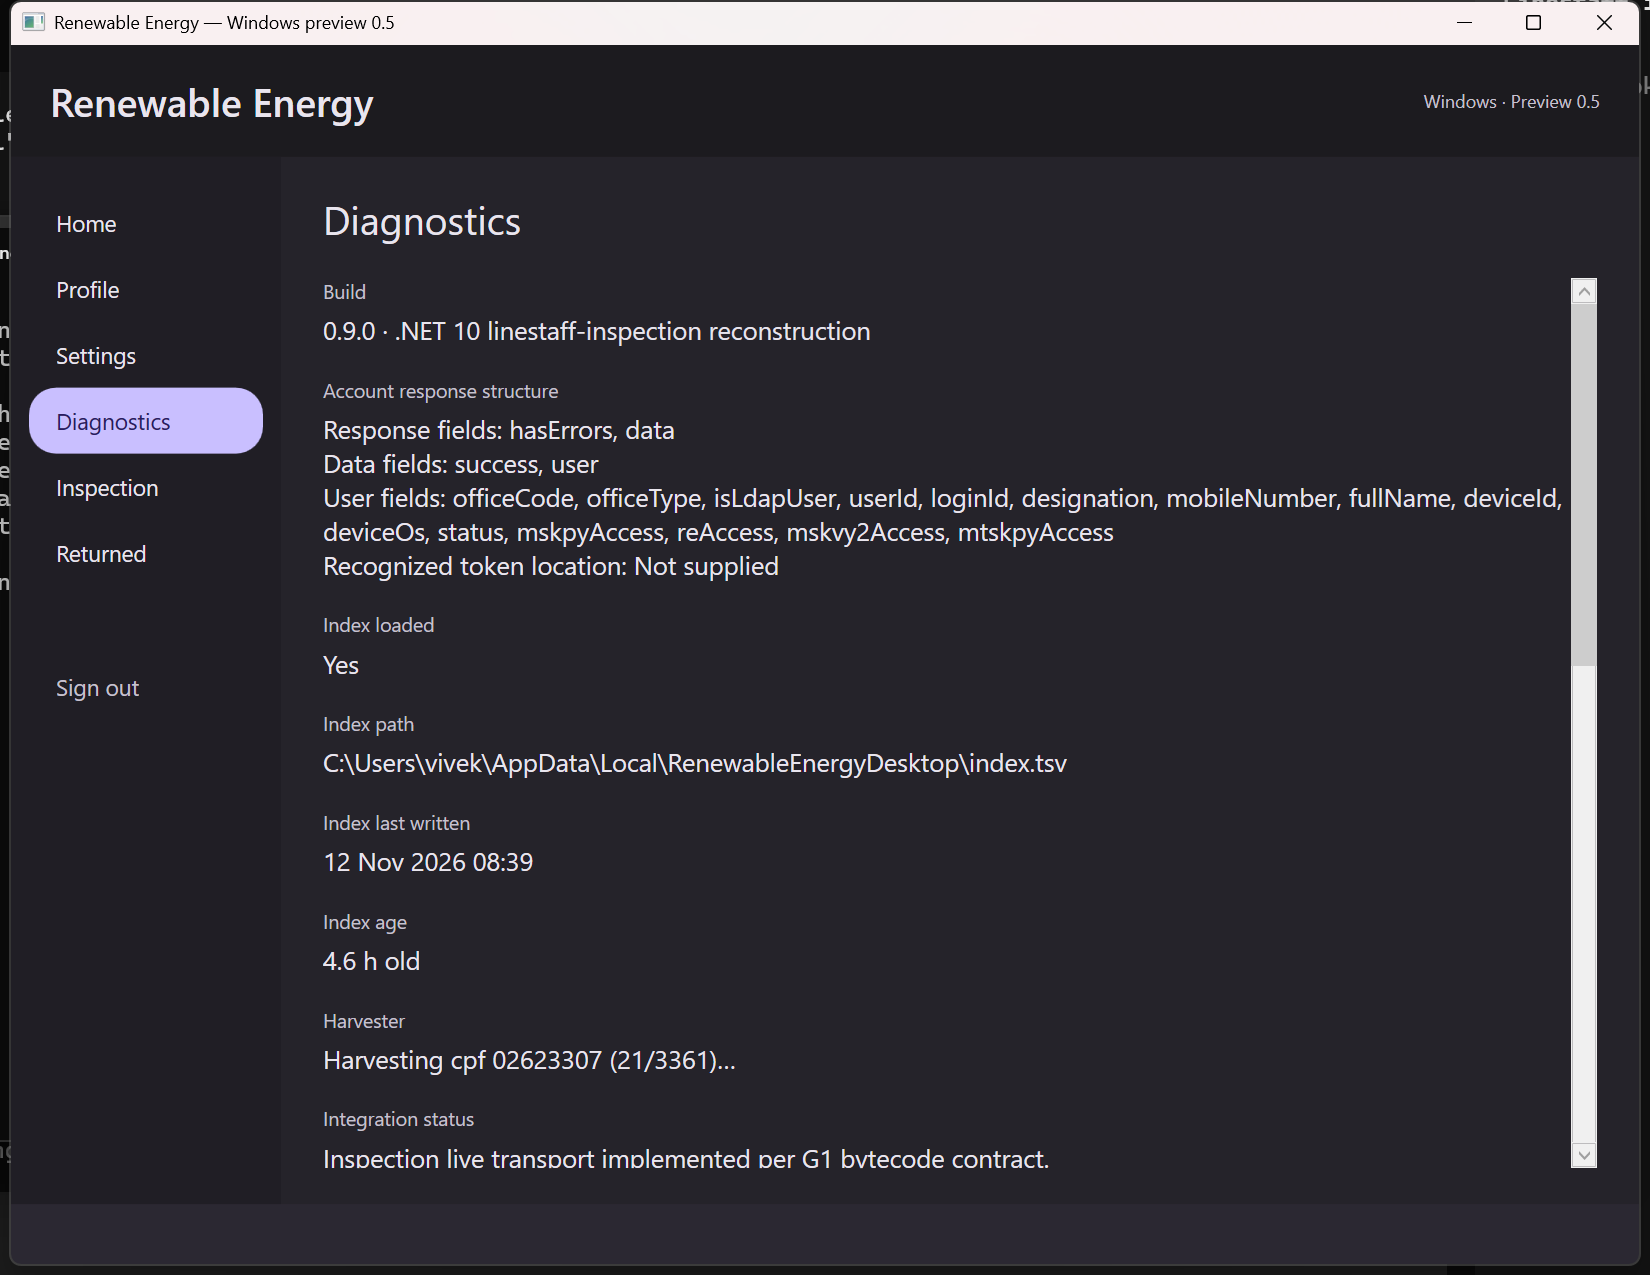 Renewable Energy — Windows preview 0.5
Renewable Energy
Windows · Preview 0.5
Home
Profile
Settings
Diagnostics
Inspection
Returned
Sign out
Diagnostics
Build
0.9.0 · .NET 10 linestaff-inspection reconstruction
Account response structure
Response fields: hasErrors, data
Data fields: success, user
User fields: officeCode, officeType, isLdapUser, userId, loginId, designation, mobileNumber, fullName, deviceId,
deviceOs, status, mskpyAccess, reAccess, mskvy2Access, mtskpyAccess
Recognized token location: Not supplied
Index loaded
Yes
Index path
C:\Users\vivek\AppData\Local\RenewableEnergyDesktop\index.tsv
Index last written
12 Nov 2026 08:39
Index age
4.6 h old
Harvester
Harvesting cpf 02623307 (21/3361)...
Integration status
Inspection live transport implemented per G1 bytecode contract.